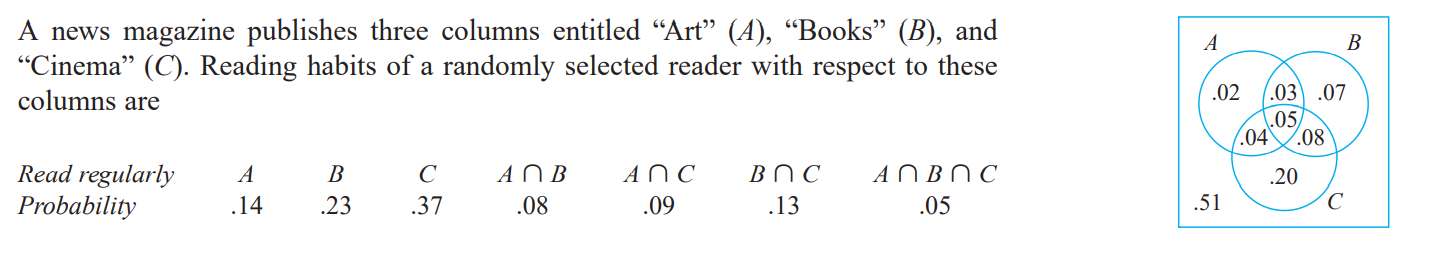 A news magazine publishes three columns entitled “Art” (A), “Books” (B), and
“Cinema” (C). Reading habits of a randomly selected reader with respect to these
columns are
Read regularly A B C A ∩ B A ∩ C B ∩ C A ∩ B ∩ C
Probability .14 .23 .37 .08 .09 .13 .05
A B
.02 .03 .07
.05
.04 .08
.20
.51 C